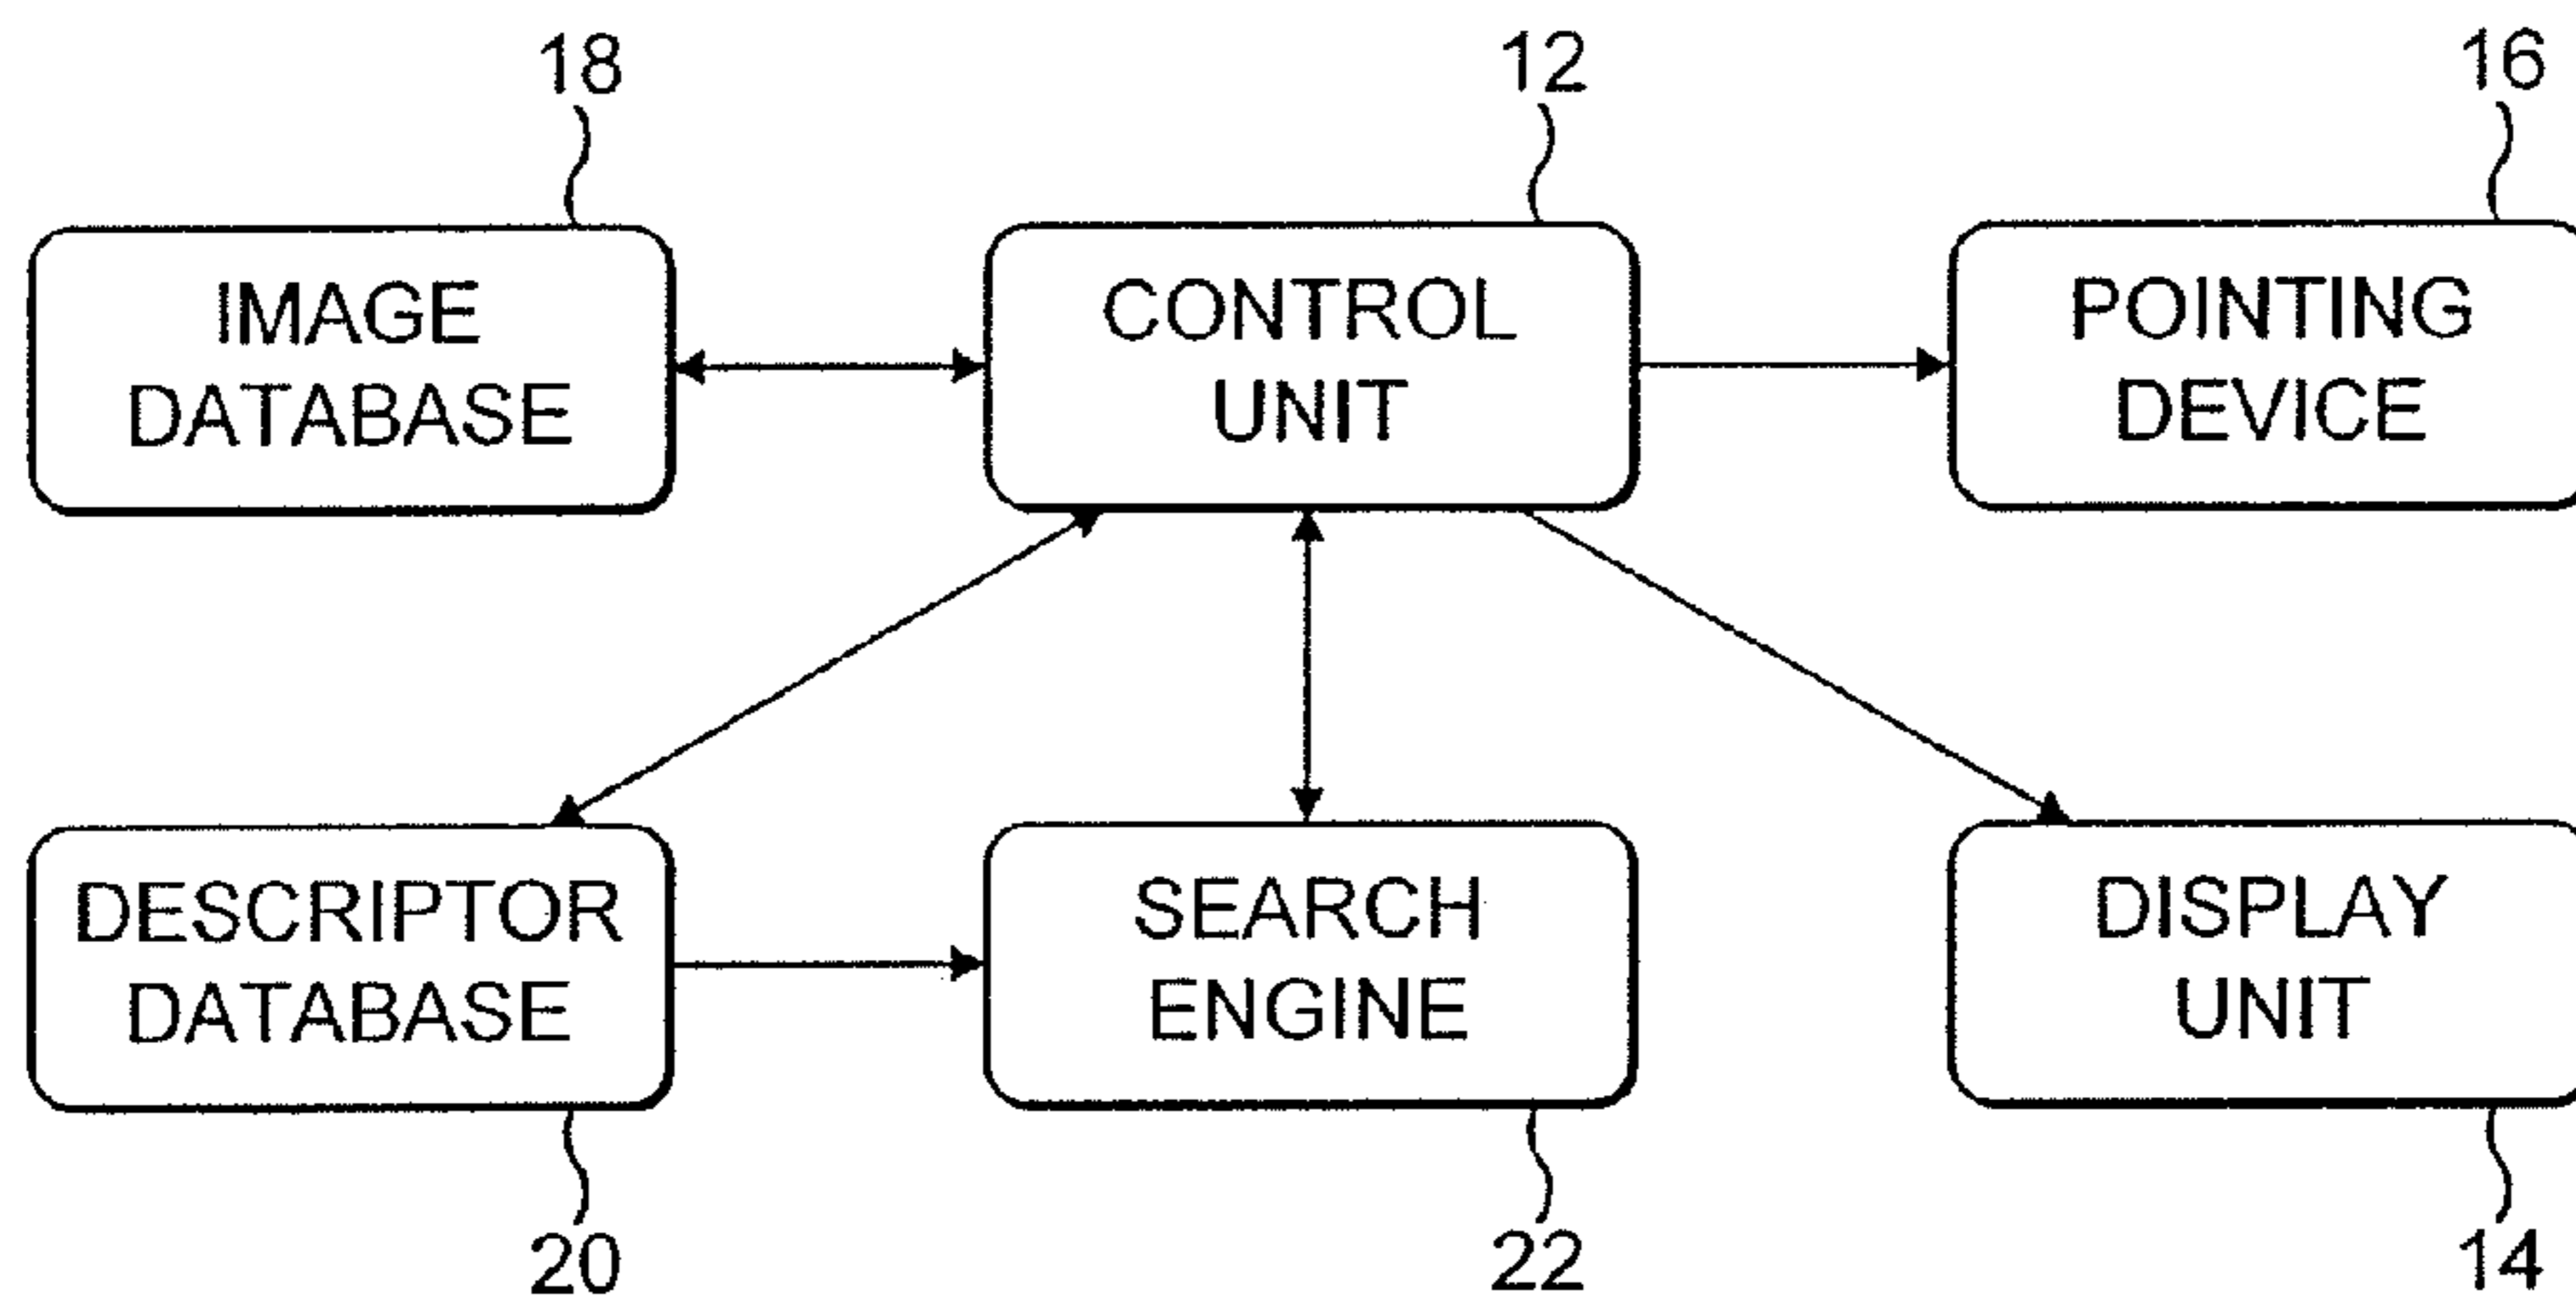 18
12
16
IMAGE
DATABASE
CONTROL
UNIT
POINTING
DEVICE
DESCRIPTOR
DATABASE
SEARCH
ENGINE
DISPLAY
UNIT
20
22
14